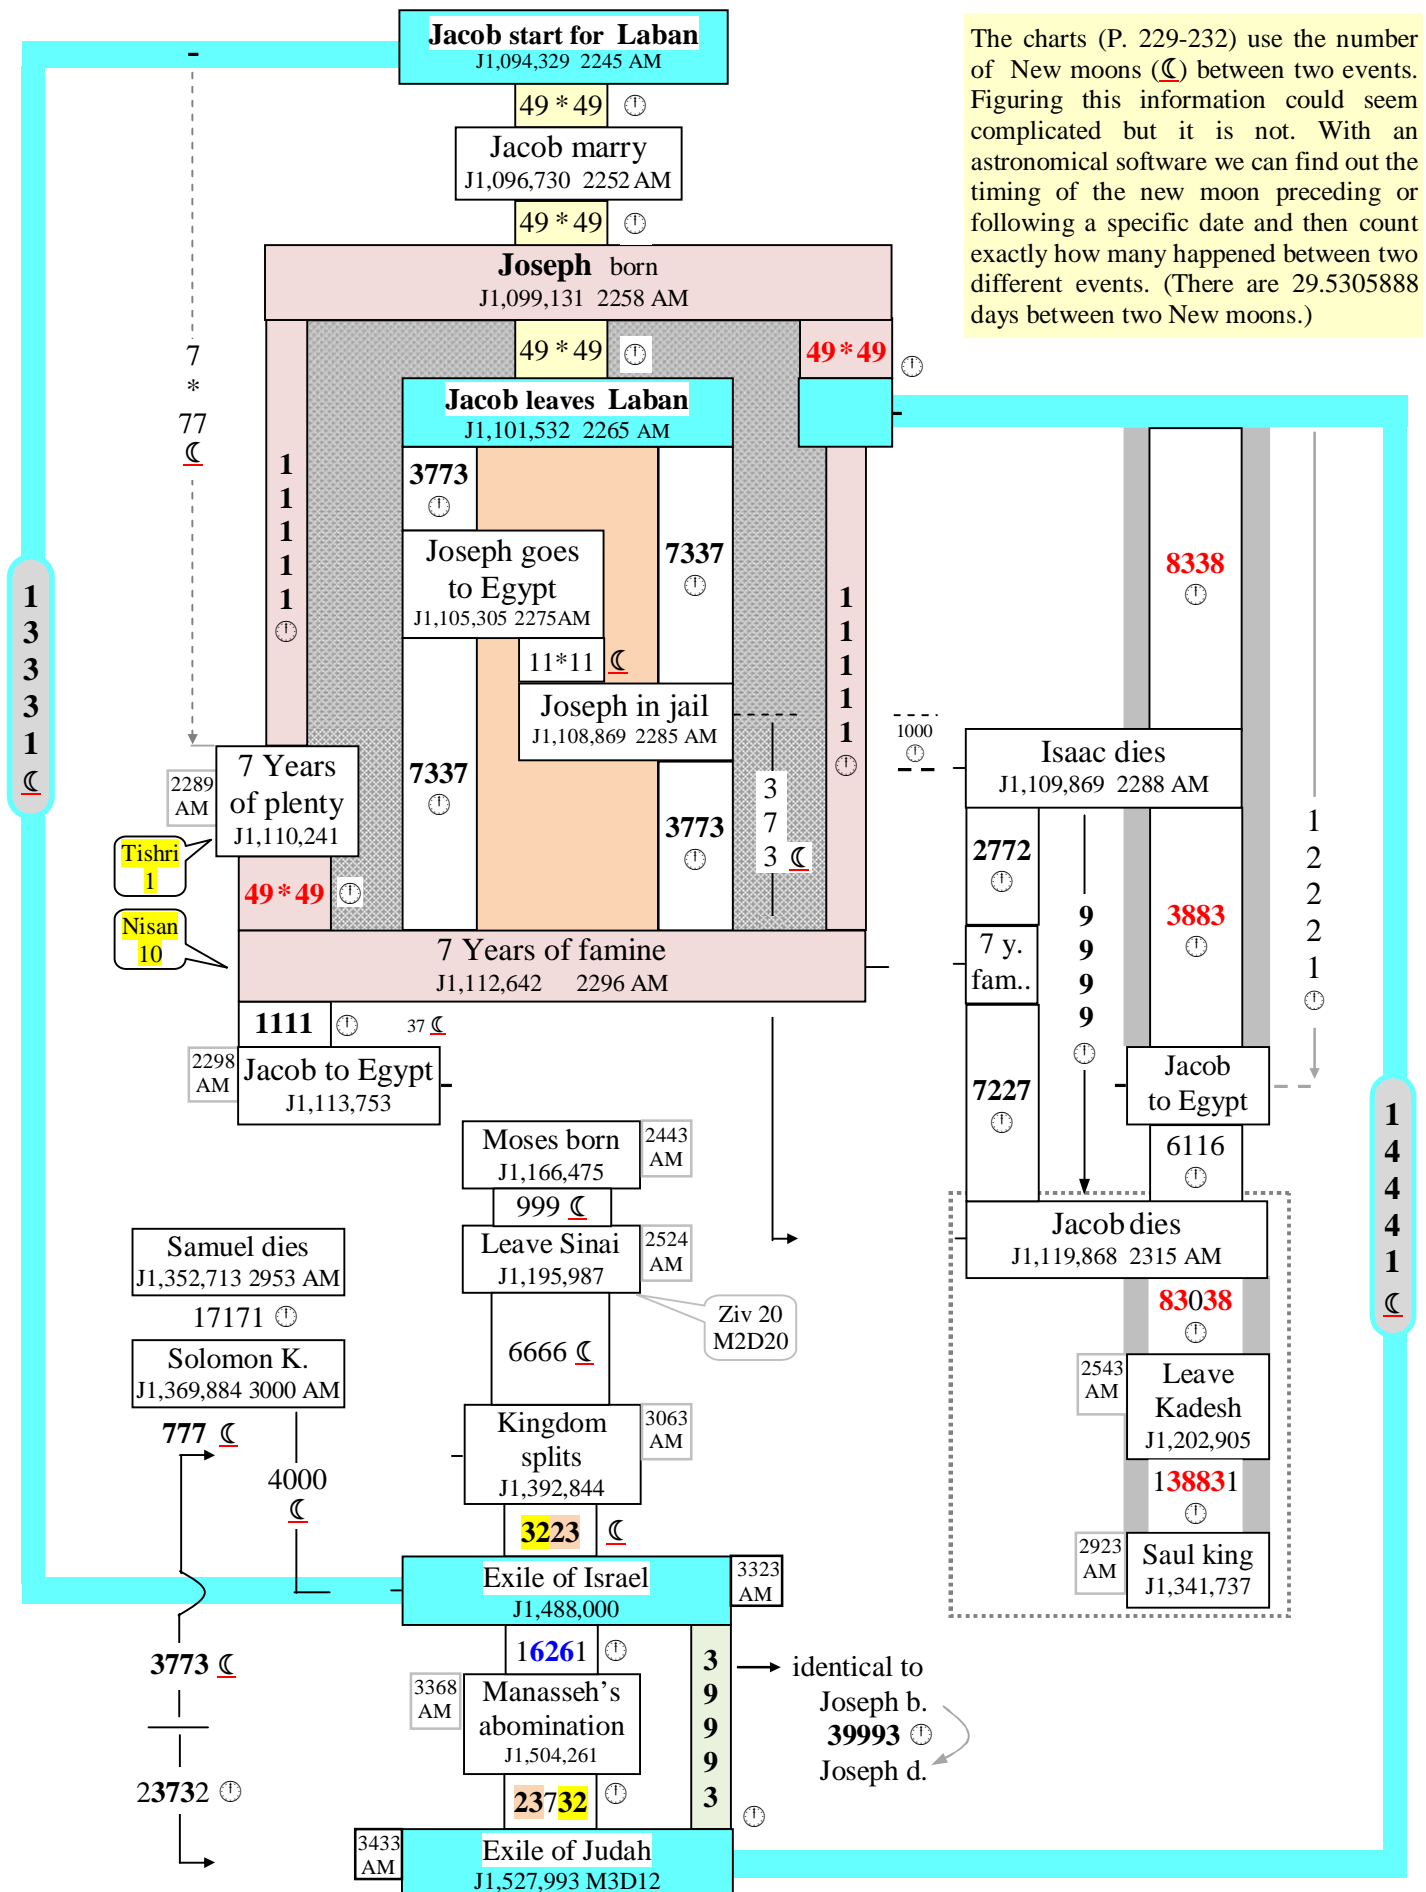 Jacob start for Laban
J1,094,329 2245 AM
The charts (P. 229-232) use the number
of New moons (☾) between two events.
Figuring this information could seem
complicated but it is not. With an
astronomical software we can find out the
timing of the new moon preceding or
following a specific date and then count
exactly how many happened between two
different events. (There are 29.5305888
days between two New moons.)
49 * 49
Jacob marry
J1,096,730 2252 AM
49 * 49
Joseph born
J1,099,131 2258 AM
49 * 49
49 * 49
7
*
77
☾
Jacob leaves Laban
J1,101,532 2265 AM
1
1
1
1
1
3773
7337
8338
Joseph goes
to Egypt
J1,105,305 2275AM
1
3
3
3
1
☾
1
1
1
1
1
11*11 ☾
Joseph in jail
J1,108,869 2285 AM
7337
3773
3
7
3 ☾
1000
Isaac dies
J1,109,869 2288 AM
2289
AM
7 Years
of plenty
J1,110,241
Tishri
1
49 * 49
Nisan
10
2772
9
9
9
9
3883
1
2
2
2
1
7 Years of famine
J1,112,642 2296 AM
7 y.
fam..
1111
37 ☾
2298
AM
Jacob to Egypt
J1,113,753
7227
Jacob
to Egypt
6116
1
4
4
4
1
☾
Moses born
J1,166,475
2443
AM
999 ☾
Leave Sinai
J1,195,987
2524
AM
Ziv 20
M2D20
Jacob dies
J1,119,868 2315 AM
Samuel dies
J1,352,713 2953 AM
17171
Solomon K.
J1,369,884 3000 AM
6666 ☾
83038
2543
AM
Leave
Kadesh
J1,202,905
777 ☾
4000
☾
Kingdom
splits
J1,392,844
3063
AM
138831
3223 ☾
2923
AM
Saul king
J1,341,737
Exile of Israel
J1,488,000
3323
AM
16261
3
9
9
9
3
3773 ☾
3368
AM
Manasseh’s
abomination
J1,504,261
identical to
Joseph b.
39993
Joseph d.
23732
23732
3433
AM
Exile of Judah
J1,527,993 M3D12